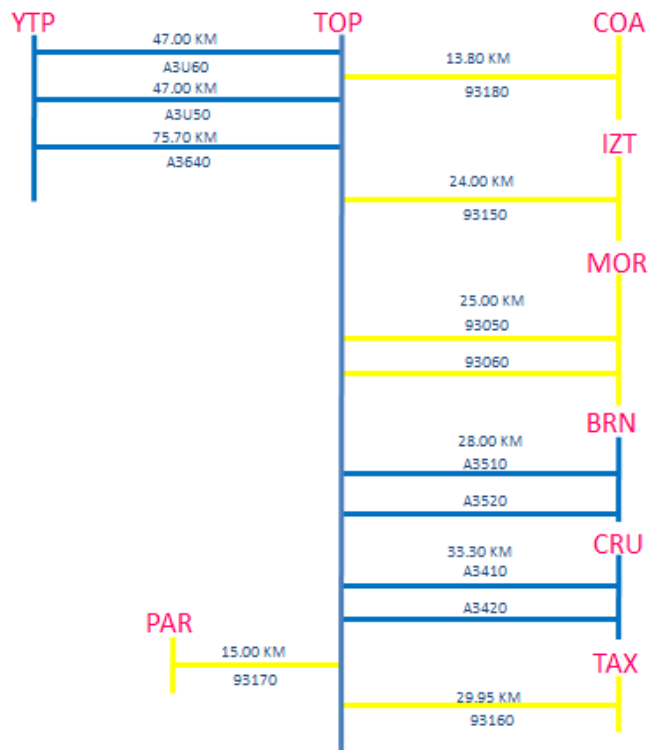 YTP
TOP
COA
47.00 KM
A3U60
47.00 KM
A3U50
75.70 KM
A3640
13.80 KM
93180
IZT
24.00 KM
93150
MOR
25.00 KM
93050
93060
BRN
28.00 KM
A3510
A3520
CRU
33.30 KM
A3410
A3420
PAR
15.00 KM
93170
TAX
29.95 KM
93160